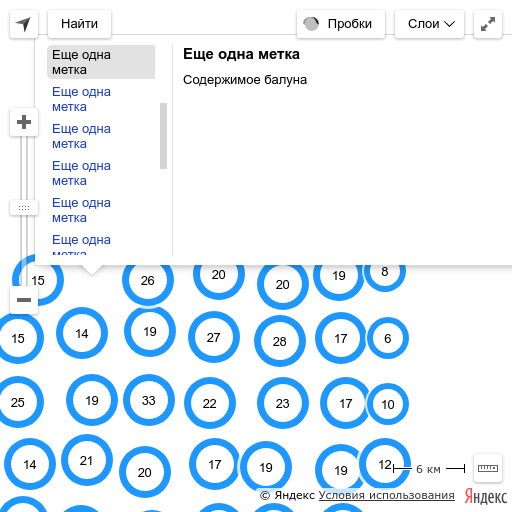 Найти
Пробки
Слои
Еще одна
метка
Еще одна
метка
Еще одна
метка
Еще одна
метка
Еще одна
метка
Еще одна
метка
Еще одна метка
Содержимое балуна
15
26
20
20
19
8
15
14
19
27
28
17
6
25
19
33
22
23
17
10
14
21
20
17
19
19
12
6 км
© Яндекс Условия использования
Яндекс